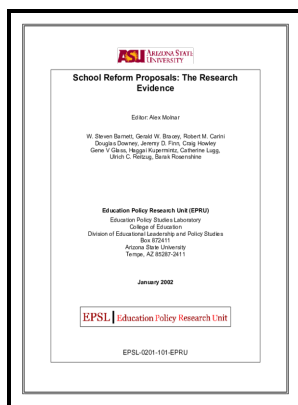 ASU ARIZONA STATE
UNIVERSITY
School Reform Proposals: The Research
Evidence
Editor: Alex Molnar
W. Steven Barnett, Gerald W. Bracey, Robert M. Carini
Douglas Downey, Jeremy D. Finn, Craig Howley
Gene V Glass, Haggai Kupermintz, Catherine Lugg,
Ulrich C. Reitzug, Barak Rosenshine
Education Policy Research Unit (EPRU)
Education Policy Studies Laboratory
College of Education
Division of Educational Leadership and Policy Studies
Box 872411
Arizona State University
Tempe, AZ 85287-2411
January 2002
EPSL Education Policy Research Unit
EPSL-0201-101-EPRU